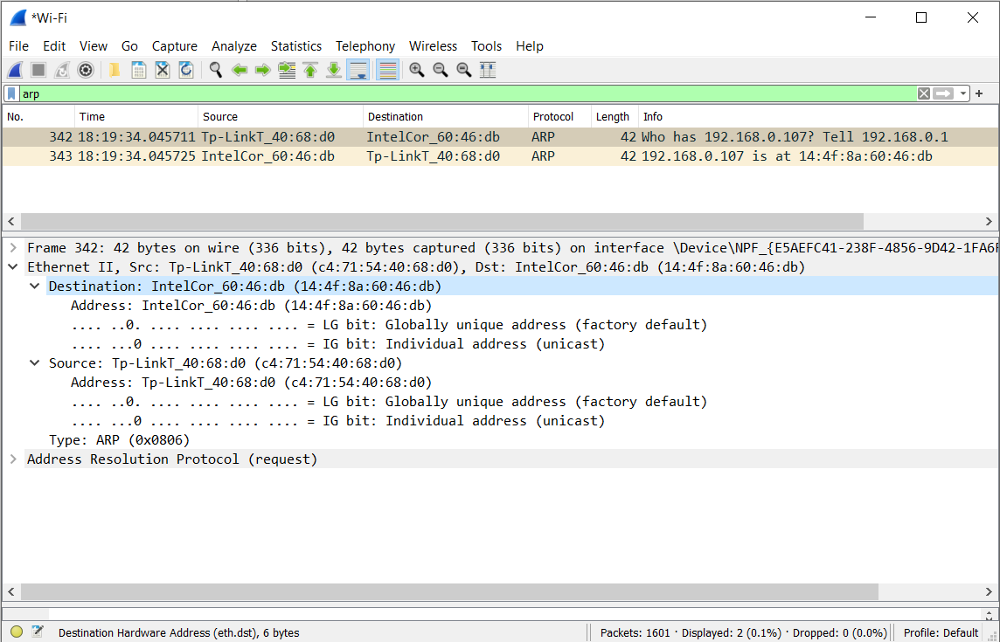 *Wi-Fi
File Edit View Go Capture Analyze Statistics Telephony Wireless Tools Help
arp
No. Time Source Destination Protocol Length Info
342 18:19:34.045711 Tp-LinkT_40:68:d0 IntelCor_60:46:db ARP 42 Who has 192.168.0.107? Tell 192.168.0.1
343 18:19:34.045725 IntelCor_60:46:db Tp-LinkT_40:68:d0 ARP 42 192.168.0.107 is at 14:4f:8a:60:46:db
Frame 342: 42 bytes on wire (336 bits), 42 bytes captured (336 bits) on interface \Device\NPF_{E5AEFC41-238F-4856-9D42-1FA6F
Ethernet II, Src: Tp-LinkT_40:68:d0 (c4:71:54:40:68:d0), Dst: IntelCor_60:46:db (14:4f:8a:60:46:db)
Destination: IntelCor_60:46:db (14:4f:8a:60:46:db)
Address: IntelCor_60:46:db (14:4f:8a:60:46:db)
.... ..0. .... .... .... .... = LG bit: Globally unique address (factory default)
.... ...0 .... .... .... .... = IG bit: Individual address (unicast)
Source: Tp-LinkT_40:68:d0 (c4:71:54:40:68:d0)
Address: Tp-LinkT_40:68:d0 (c4:71:54:40:68:d0)
.... ..0. .... .... .... .... = LG bit: Globally unique address (factory default)
.... ...0 .... .... .... .... = IG bit: Individual address (unicast)
Type: ARP (0x0806)
Address Resolution Protocol (request)
Destination Hardware Address (eth.dst), 6 bytes Packets: 1601 · Displayed: 2 (0.1%) · Dropped: 0 (0.0%) Profile: Default